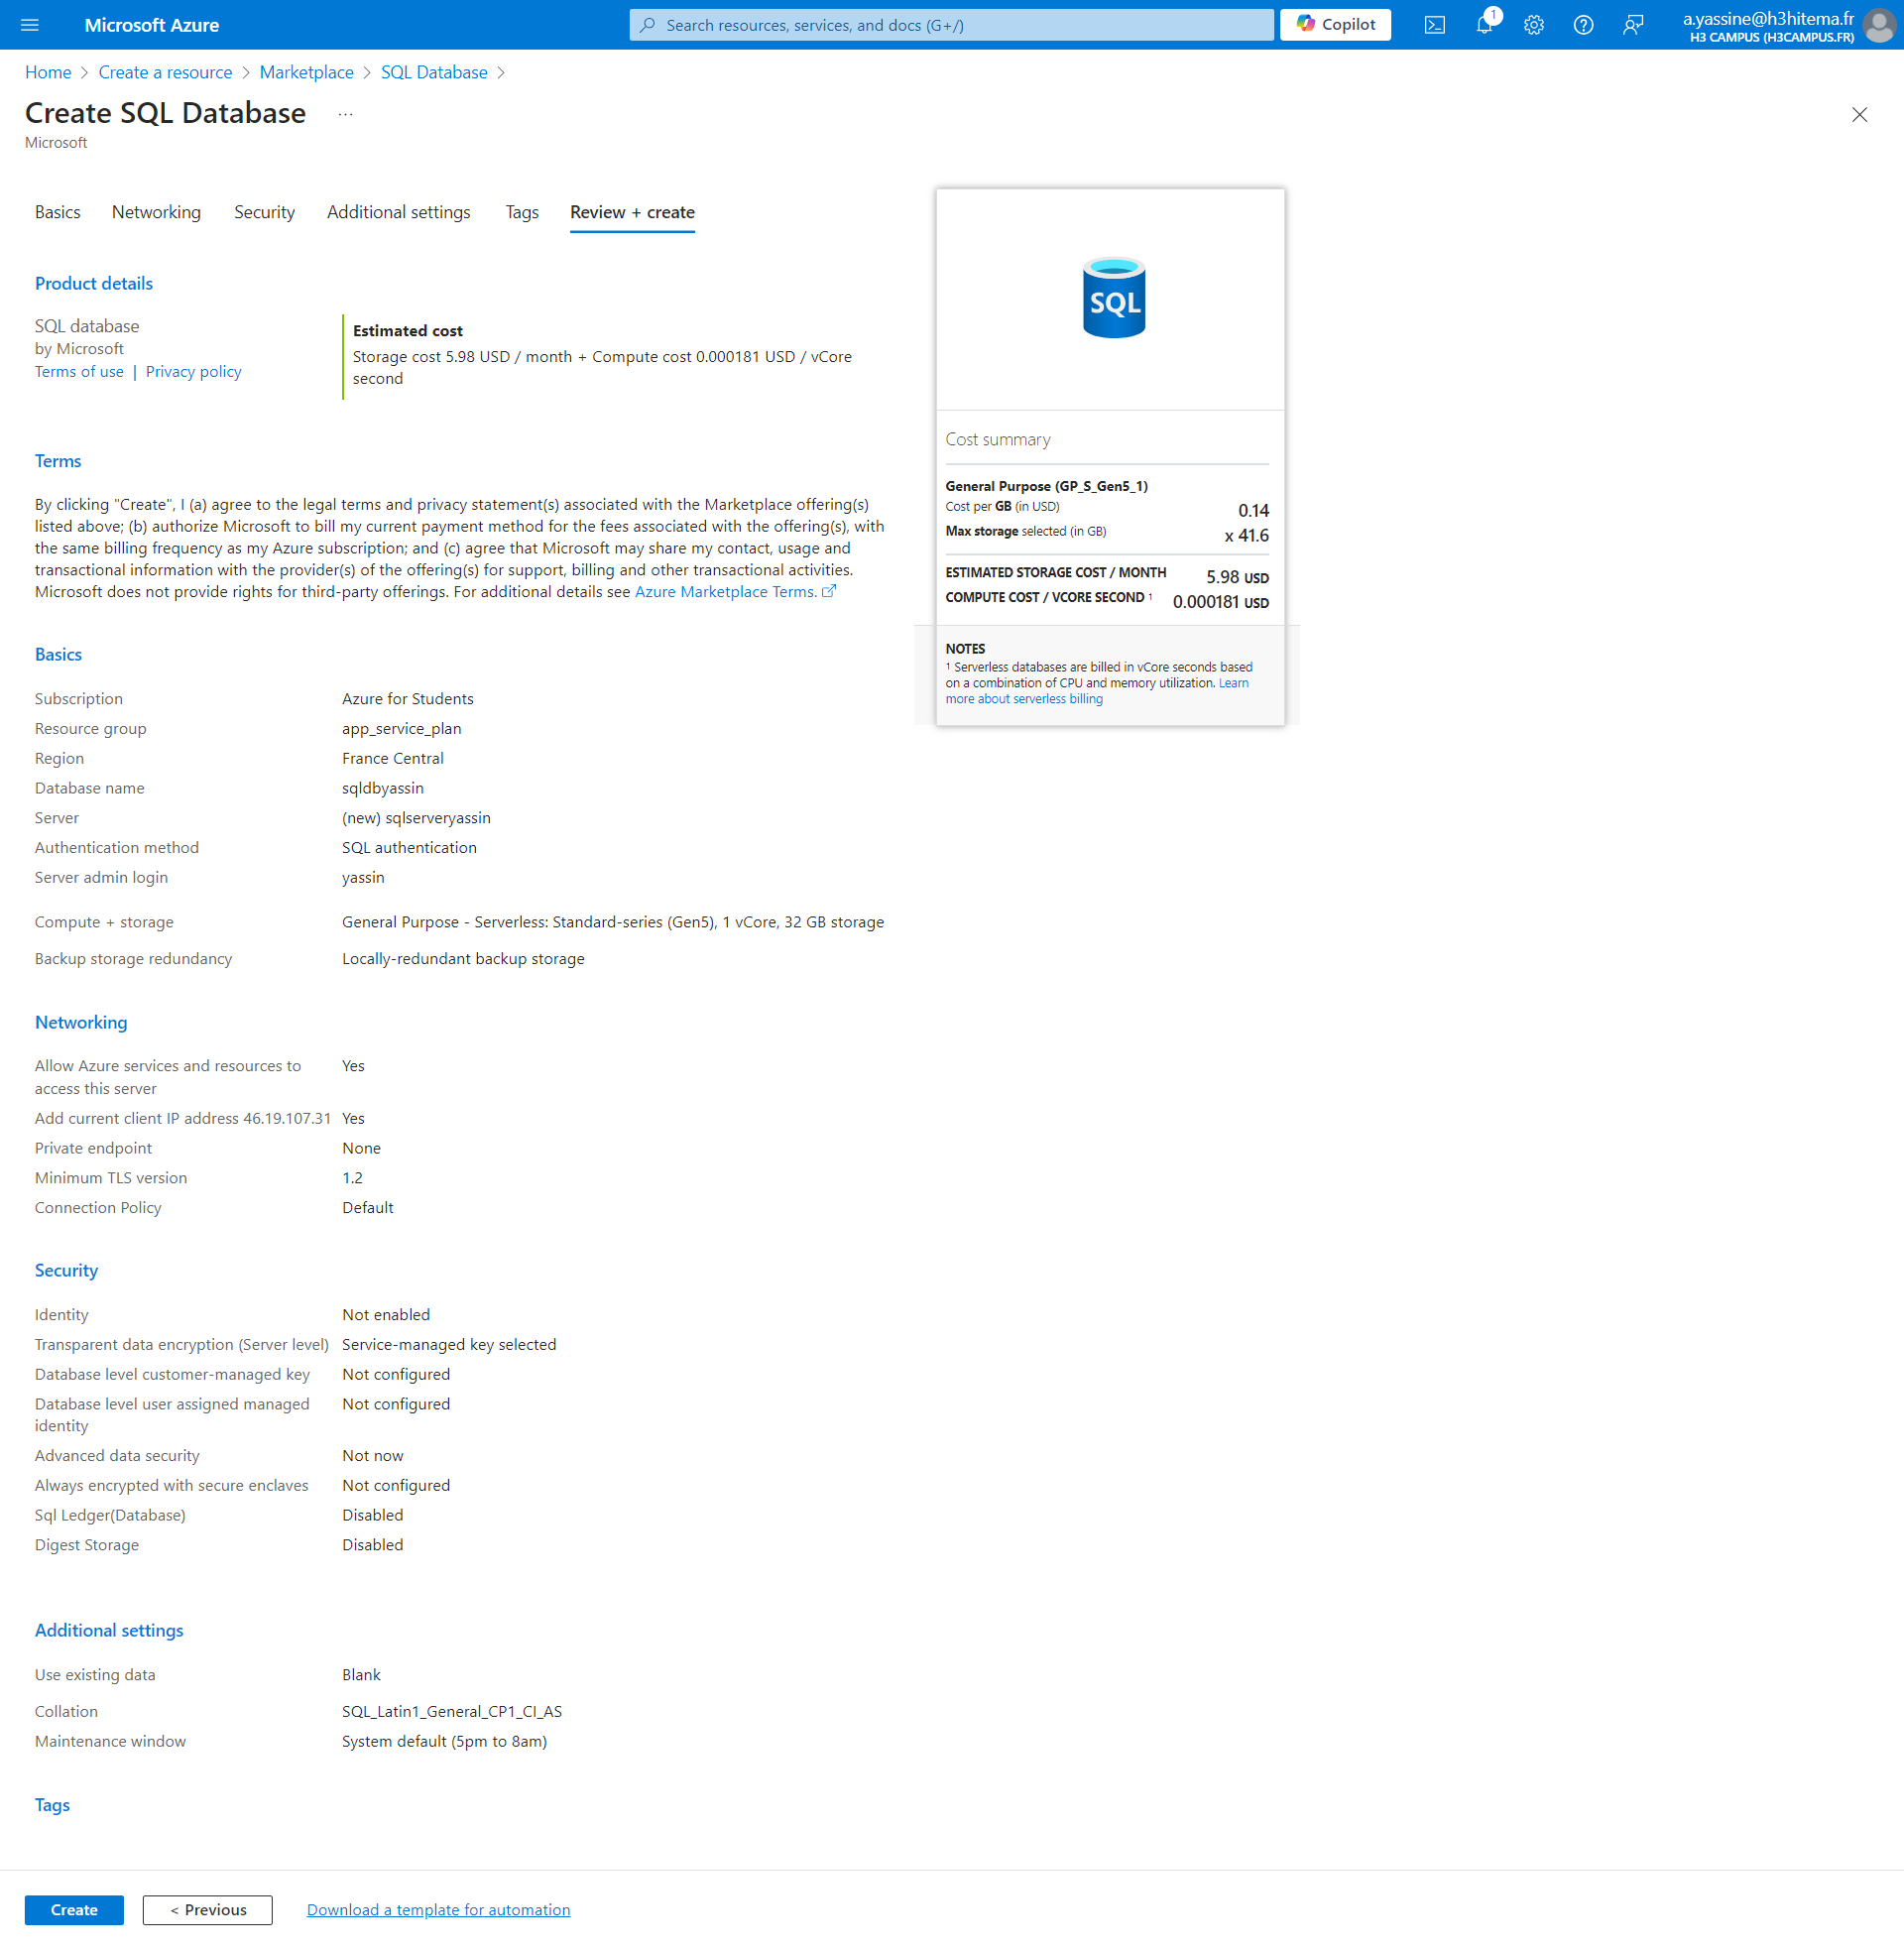 Microsoft Azure
Search resources, services, and docs (G+/)
Copilot
1
a.yassine@h3hitema.fr
H3 CAMPUS (H3CAMPUS.FR)
Home > Create a resource > Marketplace > SQL Database >
Create SQL Database ...
Microsoft
Basics Networking Security Additional settings Tags Review + create
Product details
SQL database
by Microsoft
Terms of use | Privacy policy
Estimated cost
Storage cost 5.98 USD / month + Compute cost 0.000181 USD / vCore
second
Terms
By clicking "Create", I (a) agree to the legal terms and privacy statement(s) associated with the Marketplace offering(s)
listed above; (b) authorize Microsoft to bill my current payment method for the fees associated with the offering(s), with
the same billing frequency as my Azure subscription; and (c) agree that Microsoft may share my contact, usage and
transactional information with the provider(s) of the offering(s) for support, billing and other transactional activities.
Microsoft does not provide rights for third-party offerings. For additional details see Azure Marketplace Terms.
Basics
Subscription Azure for Students
Resource group app_service_plan
Region France Central
Database name sqldbyassin
Server (new) sqlserveryassin
Authentication method SQL authentication
Server admin login yassin
Compute + storage General Purpose - Serverless: Standard-series (Gen5), 1 vCore, 32 GB storage
Backup storage redundancy Locally-redundant backup storage
Networking
Allow Azure services and resources to Yes
access this server
Add current client IP address 46.19.107.31 Yes
Private endpoint None
Minimum TLS version 1.2
Connection Policy Default
Security
Identity Not enabled
Transparent data encryption (Server level) Service-managed key selected
Database level customer-managed key Not configured
Database level user assigned managed Not configured
identity
Advanced data security Not now
Always encrypted with secure enclaves Not configured
Sql Ledger(Database) Disabled
Digest Storage Disabled
Additional settings
Use existing data Blank
Collation SQL_Latin1_General_CP1_CI_AS
Maintenance window System default (5pm to 8am)
Tags
SQL
Cost summary
General Purpose (GP_S_Gen5_1)
Cost per GB (in USD) 0.14
Max storage selected (in GB) x 41.6
ESTIMATED STORAGE COST / MONTH 5.98 USD
COMPUTE COST / VCORE SECOND ¹ 0.000181 USD
NOTES
¹ Serverless databases are billed in vCore seconds based
on a combination of CPU and memory utilization. Learn
more about serverless billing
Create < Previous Download a template for automation